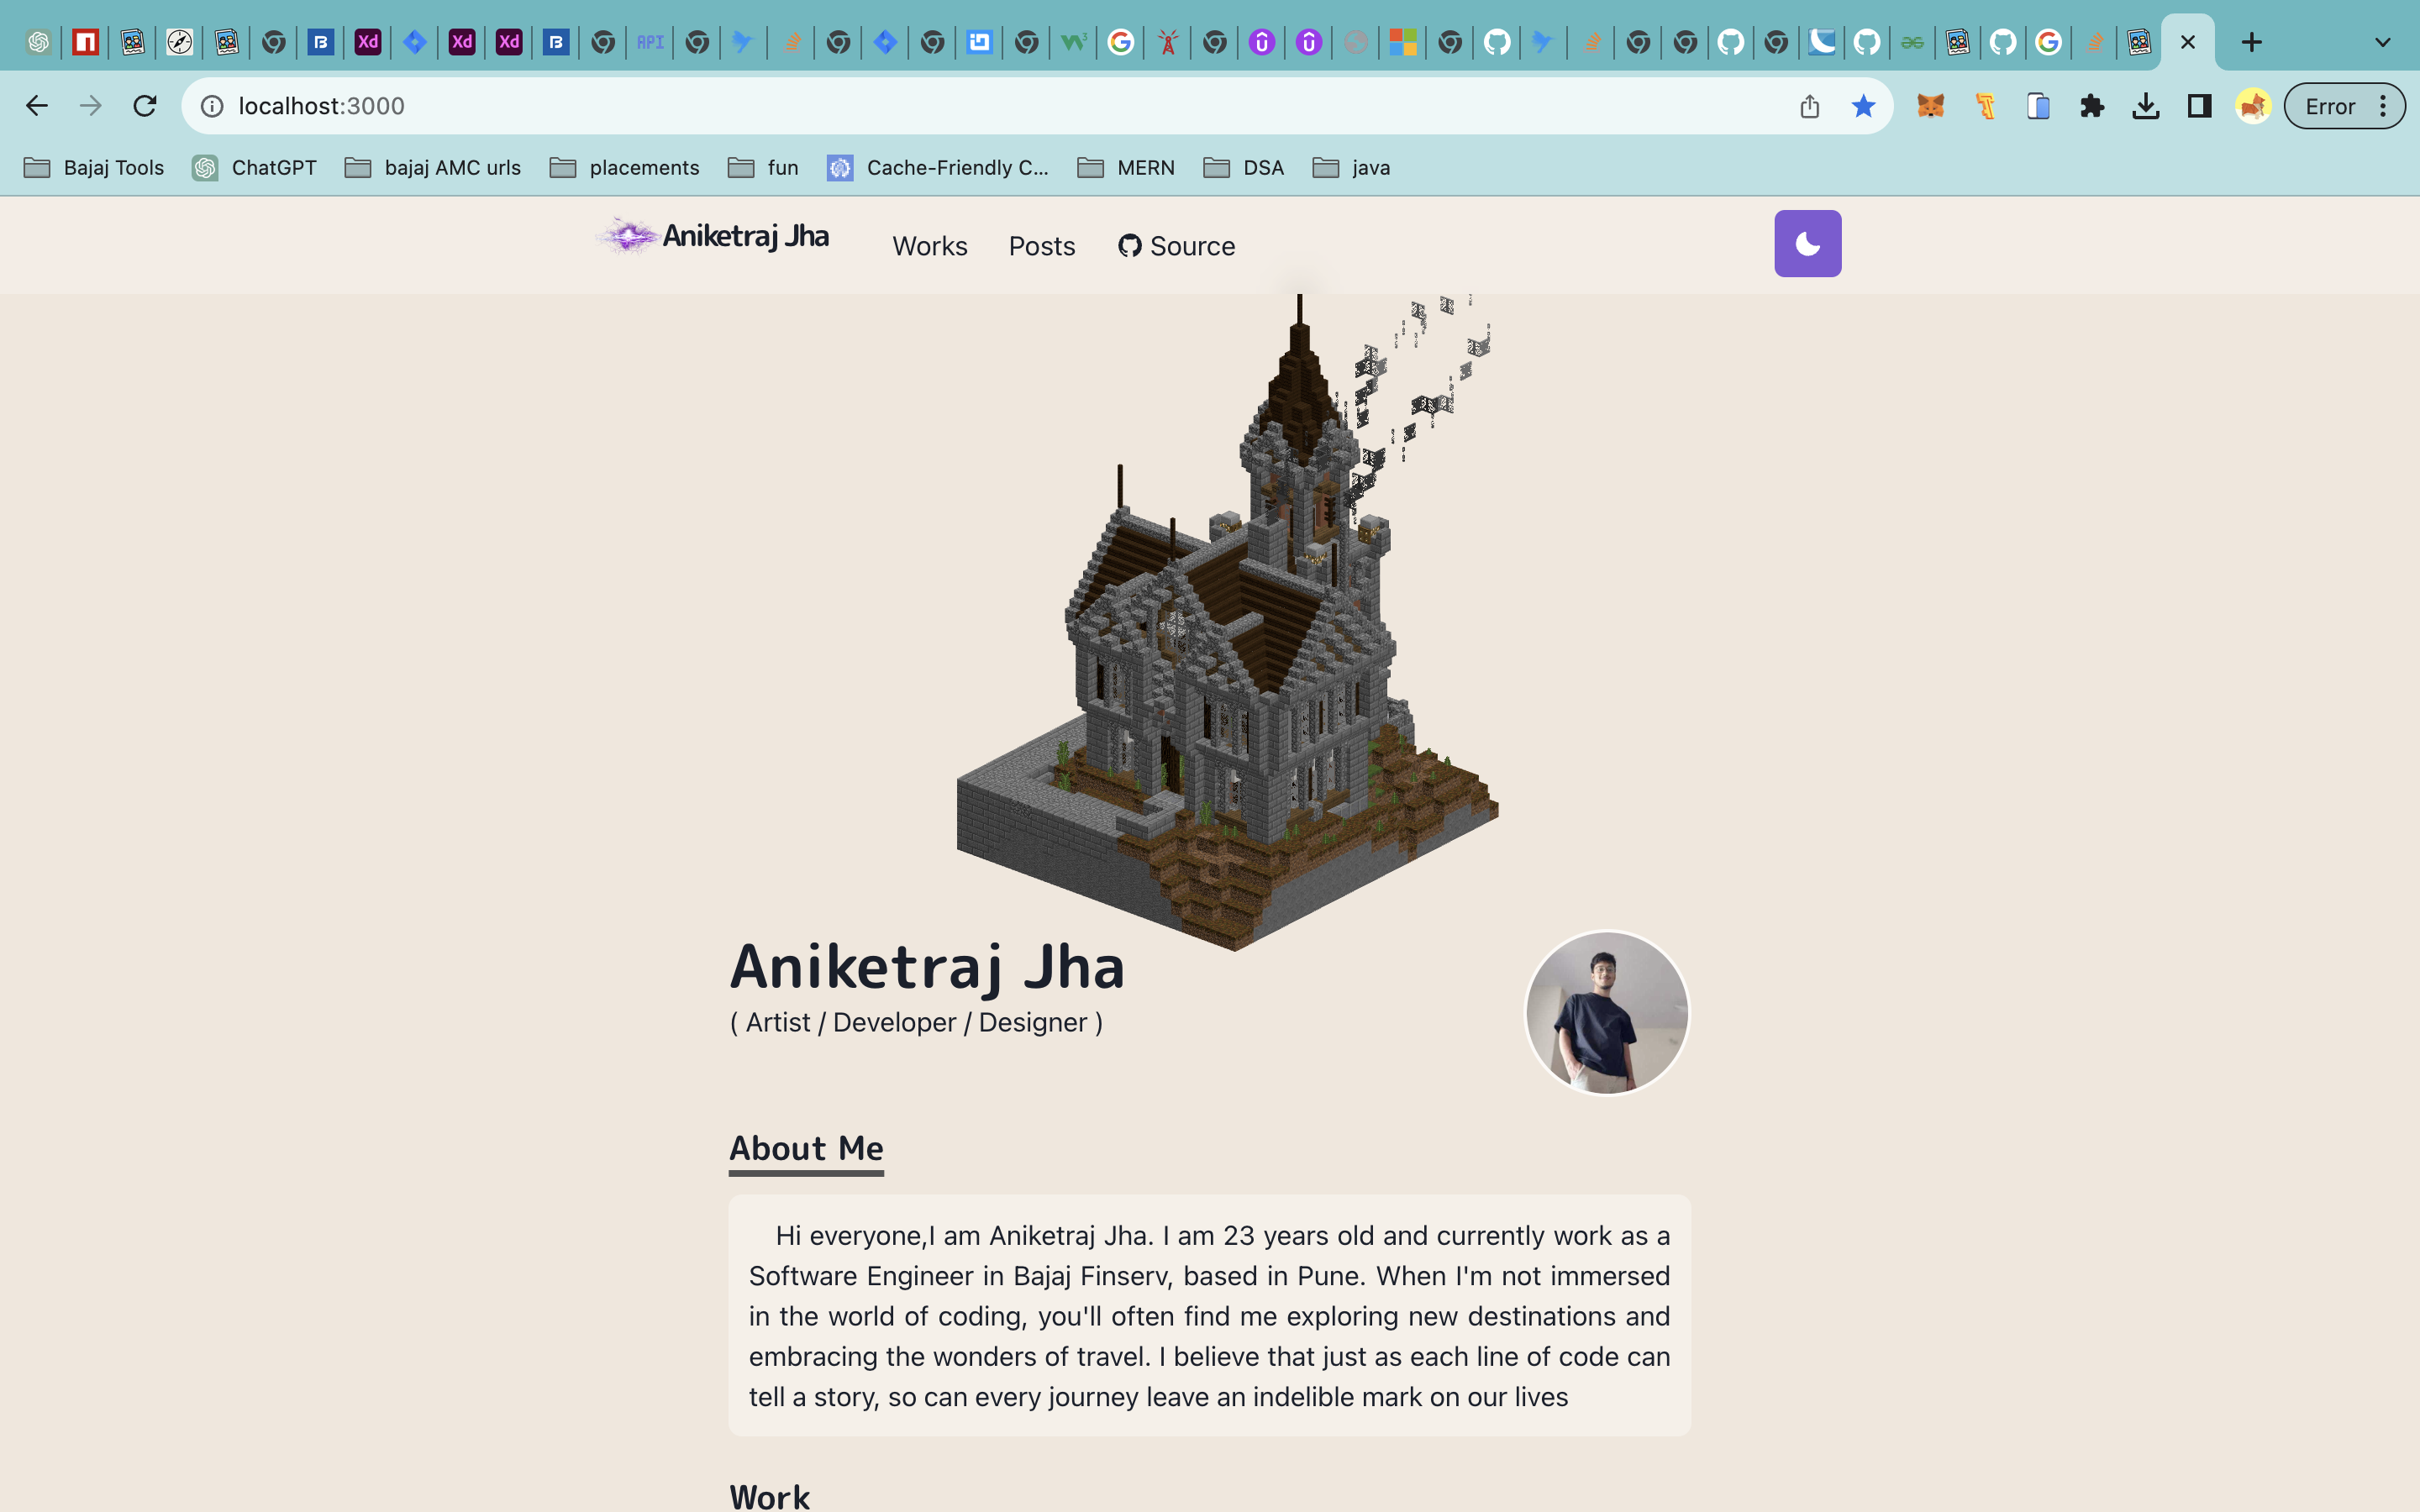 API
localhost:3000
Error
Bajaj Tools
ChatGPT
bajaj AMC urls
placements
fun
Cache-Friendly C...
MERN
DSA
java
Aniketraj Jha
Works
Posts
Source
Aniketraj Jha
( Artist / Developer / Designer )
About Me
Hi everyone,I am Aniketraj Jha. I am 23 years old and currently work as a
Software Engineer in Bajaj Finserv, based in Pune. When I'm not immersed
in the world of coding, you'll often find me exploring new destinations and
embracing the wonders of travel. I believe that just as each line of code can
tell a story, so can every journey leave an indelible mark on our lives
Work